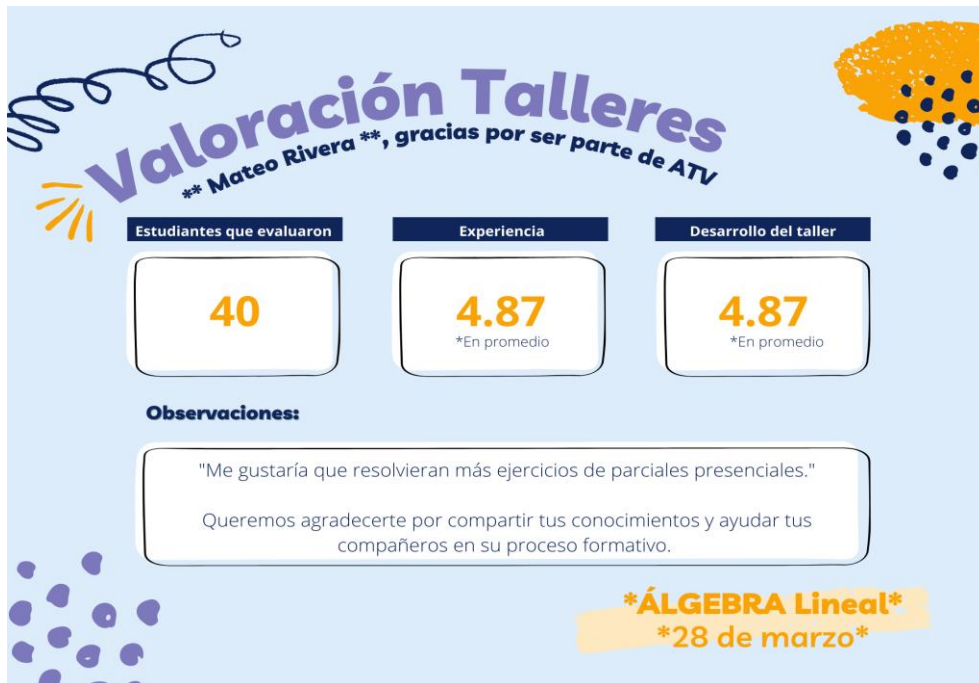 Valoración Talleres
** Mateo Rivera **, gracias por ser parte de ATV
Estudiantes que evaluaron
40
Experiencia
4.87
*En promedio
Desarrollo del taller
4.87
*En promedio
Observaciones:
"Me gustaría que resolvieran más ejercicios de parciales presenciales."
Queremos agradecerte por compartir tus conocimientos y ayudar tus
compañeros en su proceso formativo.
*ÁLGEBRA Lineal*
*28 de marzo*